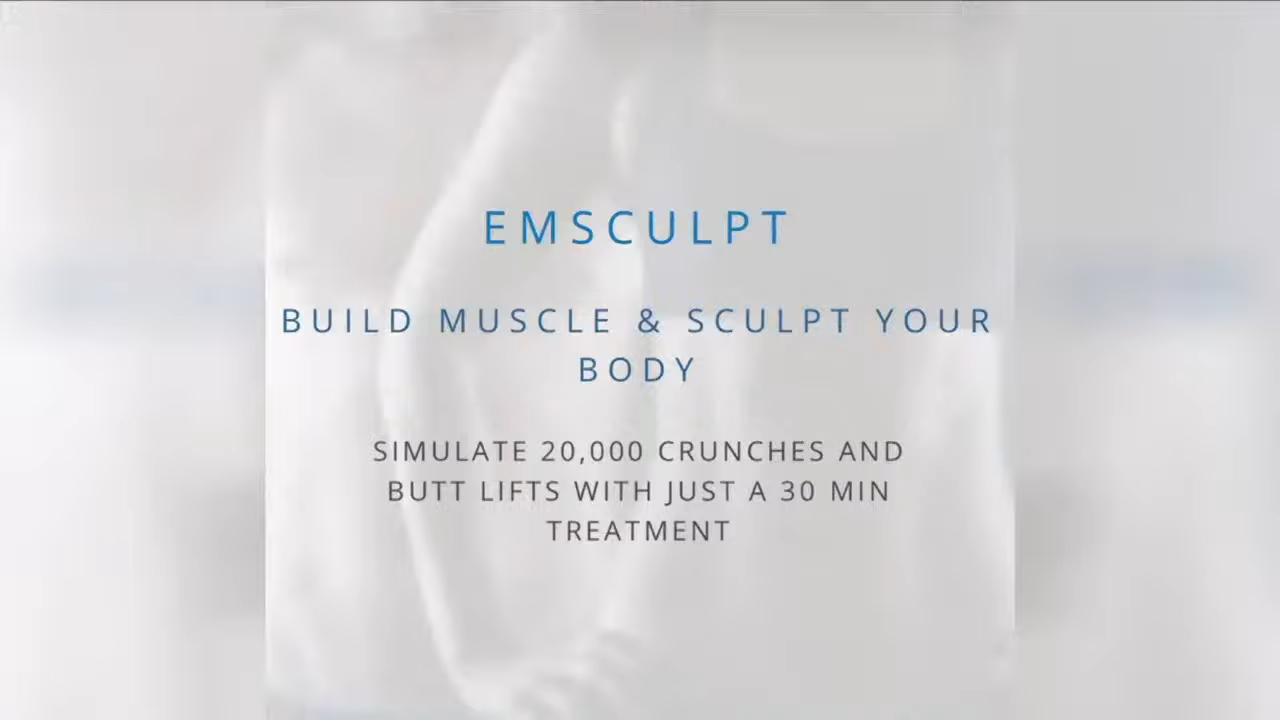 EMSCULPT
BUILD MUSCLE & SCULPT YOUR
BODY
SIMULATE 20,000 CRUNCHES AND
BUTT LIFTS WITH JUST A 30 MIN
TREATMENT